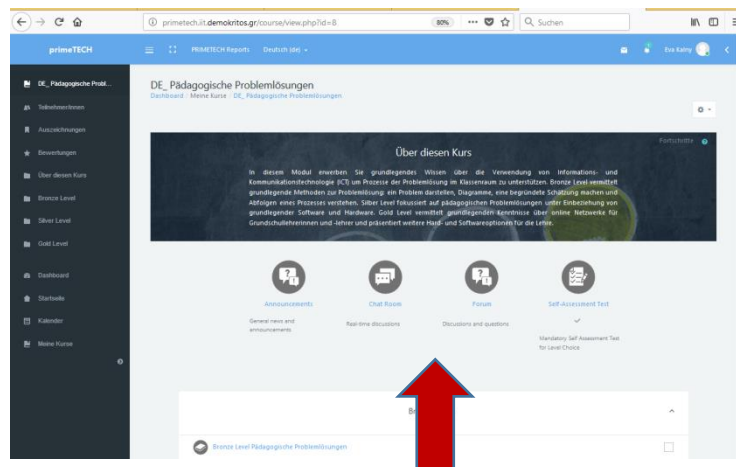 primetech.iit.demokritos.gr/course/view.php?id=8
80%
Suchen
primeTECH
PRIMETECH Reports
Deutsch (de)
Eva Kalny
DE_ Pädagogische Probl...
Teilnehmer/innen
Auszeichnungen
Bewertungen
Über diesen Kurs
Bronze Level
Silver Level
Gold Level
Dashboard
Startseite
Kalender
Meine Kurse
DE_ Pädagogische Problemlösungen
Dashboard / Meine Kurse / DE_ Pädagogische Problemlösungen
Fortschritte
Über diesen Kurs
In diesem Modul erwerben Sie grundlegendes Wissen über die Verwendung von Informations- und
Kommunikationstechnologie (ICT) um Prozesse der Problemlösung im Klassenraum zu unterstützen. Bronze Level vermittelt
grundlegende Methoden zur Problemlösung: ein Problem darstellen, Diagramme, eine begründete Schätzung machen und
Abfolgen eines Prozesses verstehen. Silber Level fokussiert auf pädagogischen Problemlösungen unter Einbeziehung von
grundlegender Software und Hardware. Gold Level vermittelt grundlegenden Kenntnisse über online Netzwerke für
Grundschullehrerinnen und -lehrer und präsentiert weitere Hard- und Softwareoptionen für die Lehre.
Announcements
General news and
announcements
Chat Room
Real-time discussions
Forum
Discussions and questions
Self-Assessment Test
Mandatory Self Assessment Test
for Level Choice
Bronze Level Pädagogische Problemlösungen